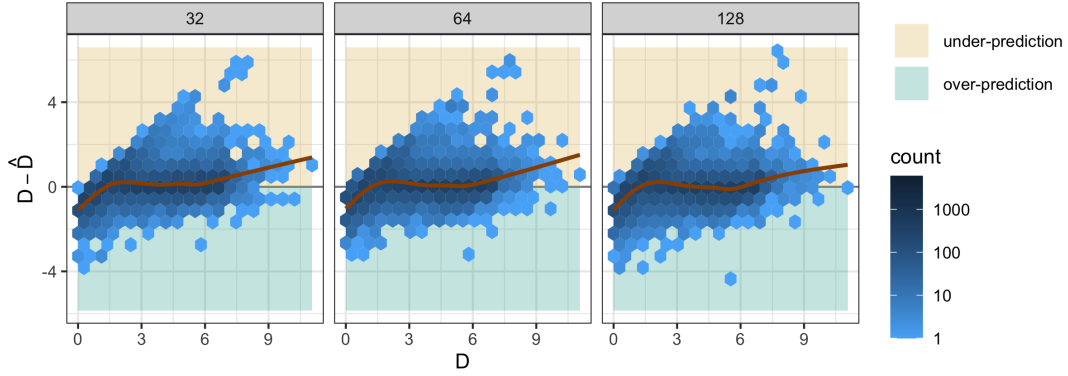 32 64 128
under-prediction
over-prediction
D − D̂
4
0
-4
count
1000
100
10
1
0 3 6 9 0 3 6 9 0 3 6 9
D